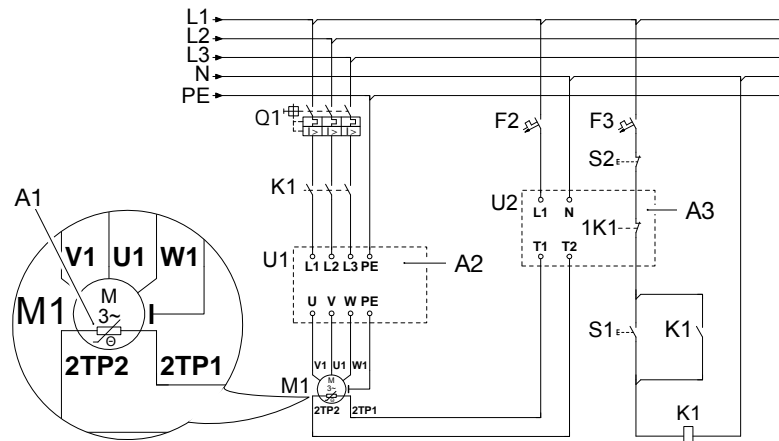 L1
L2
L3
N
PE
Q1
I> I> I>
F2
F3
S2
K1
A1
U2
L1 N
1K1
A3
T1 T2
V1 U1 W1
U1
L1 L2 L3 PE
A2
U V W PE
M1
M
3~
Θ
S1
K1
2TP2 2TP1
V1 U1 W1
M1
M
3~
Θ
2TP2 2TP1
K1